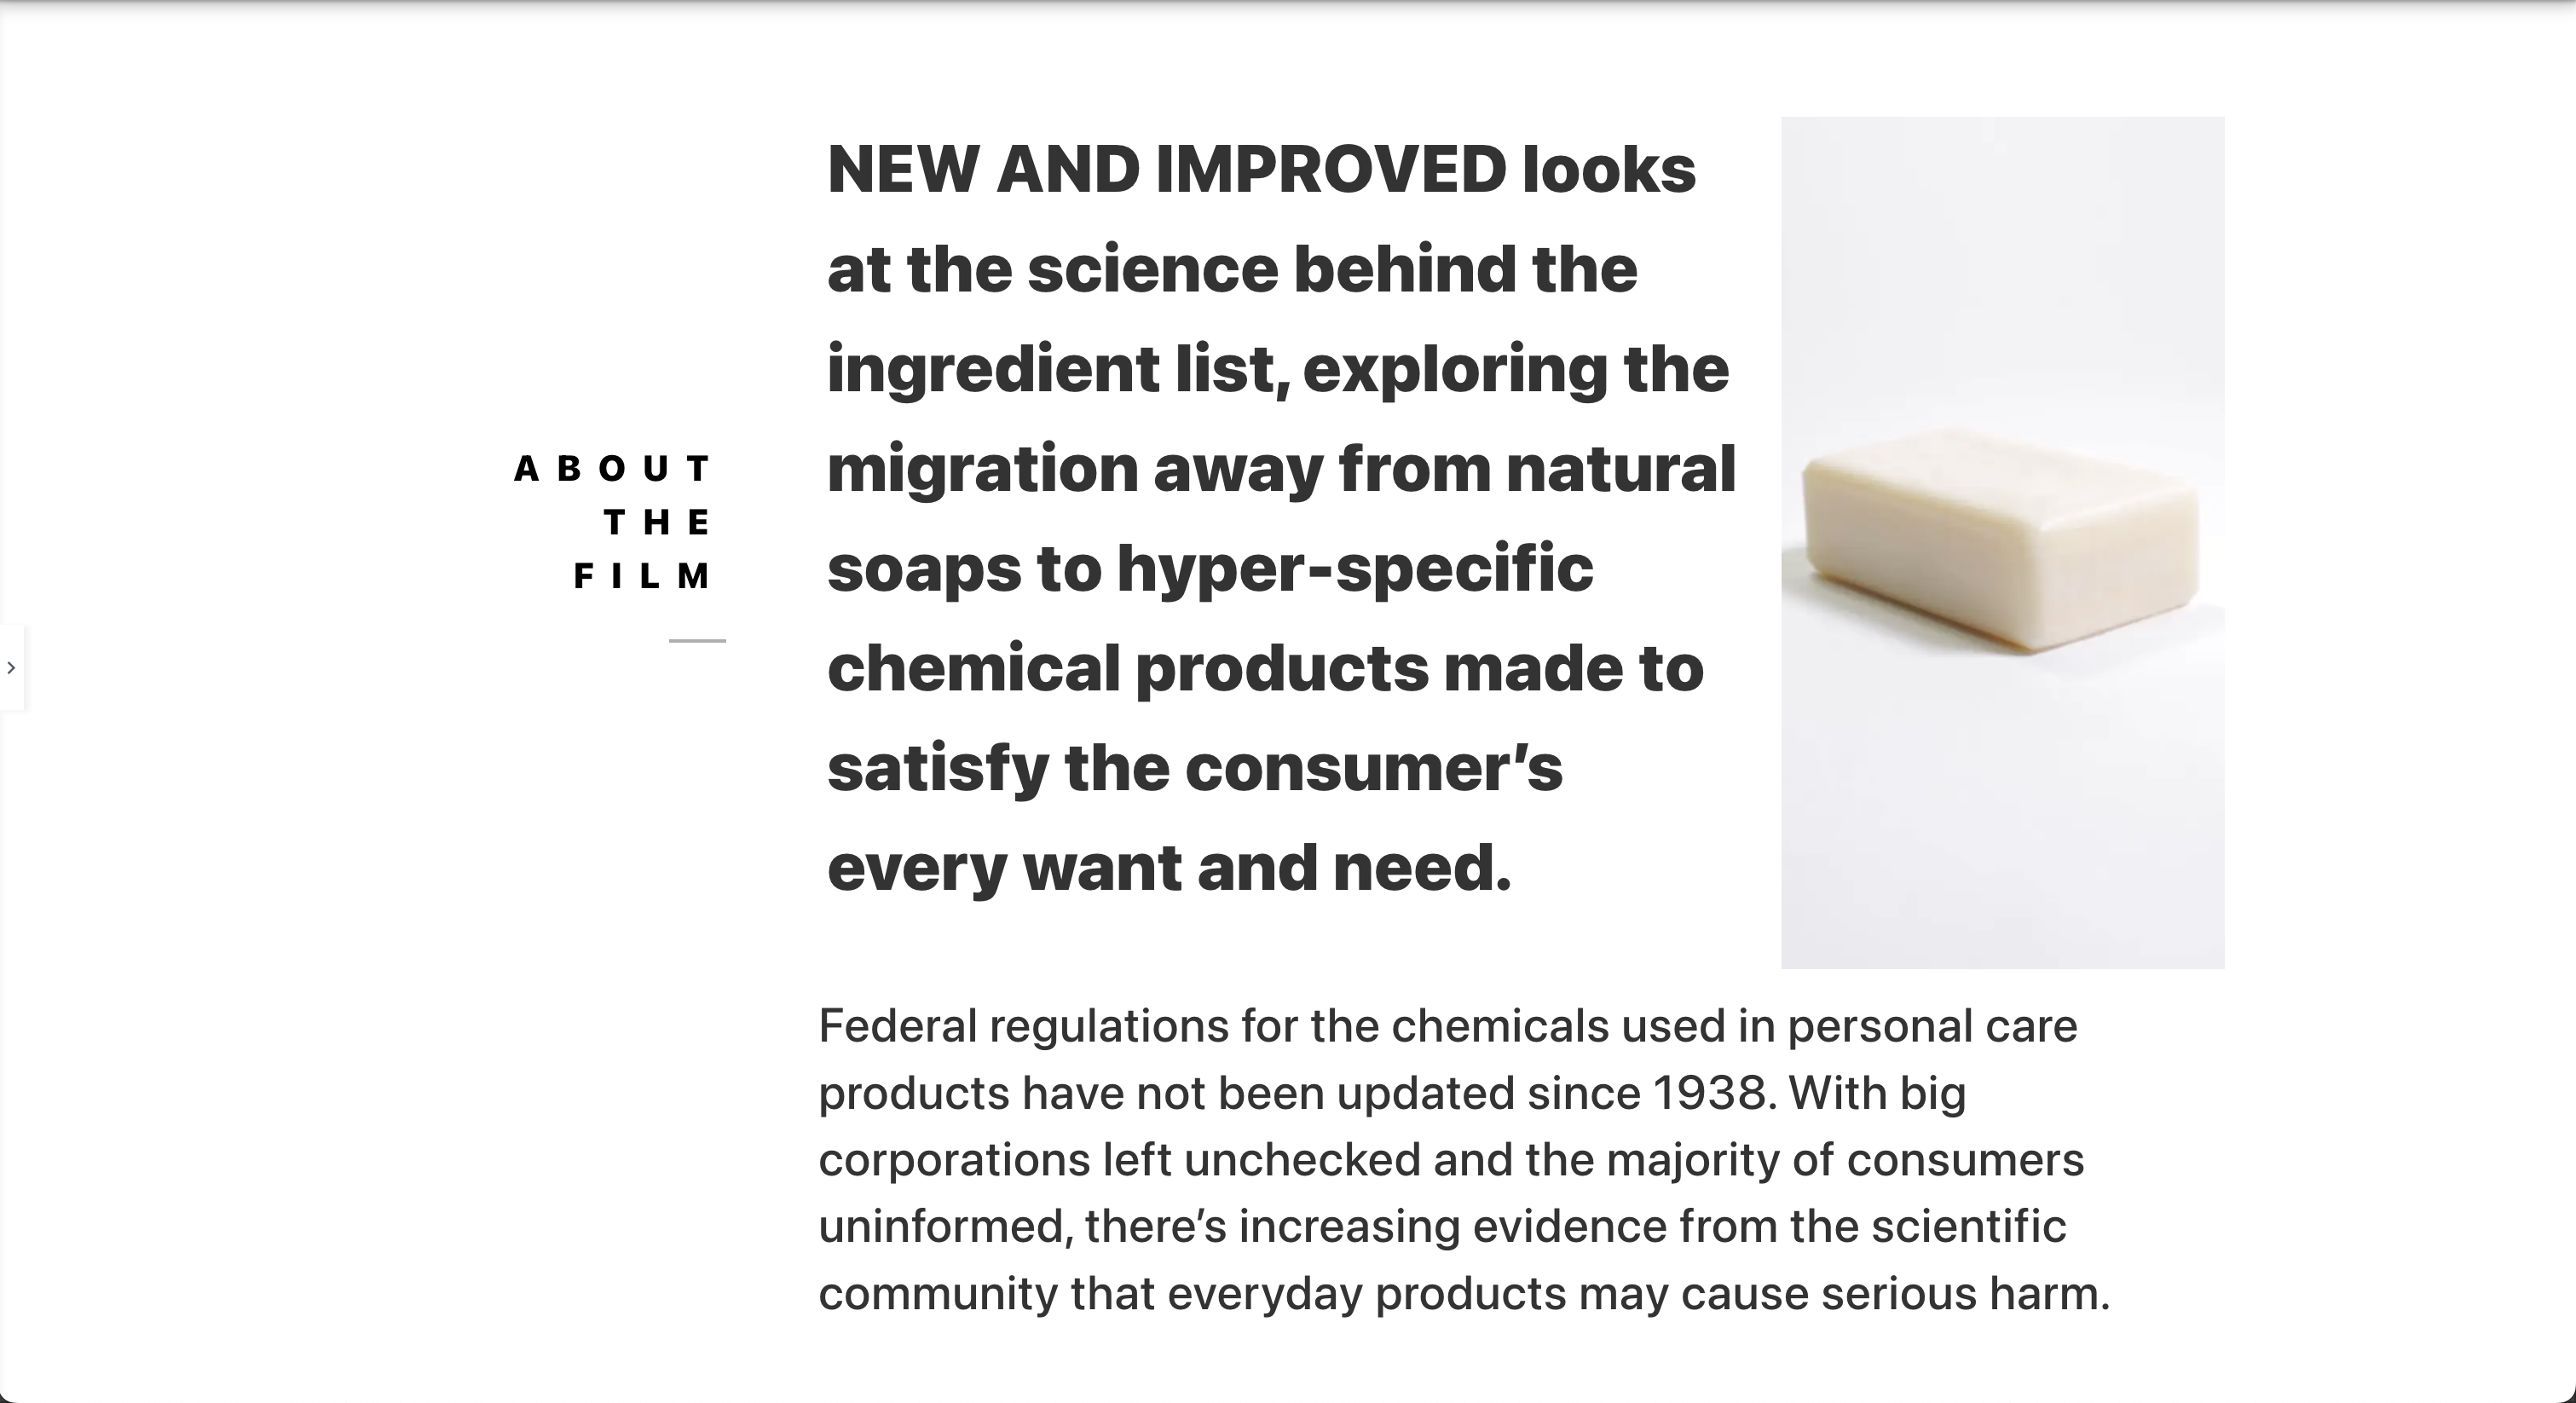 ABOUT
THE
FILM
NEW AND IMPROVED looks
at the science behind the
ingredient list, exploring the
migration away from natural
soaps to hyper-specific
chemical products made to
satisfy the consumer’s
every want and need.
Federal regulations for the chemicals used in personal care
products have not been updated since 1938. With big
corporations left unchecked and the majority of consumers
uninformed, there’s increasing evidence from the scientific
community that everyday products may cause serious harm.